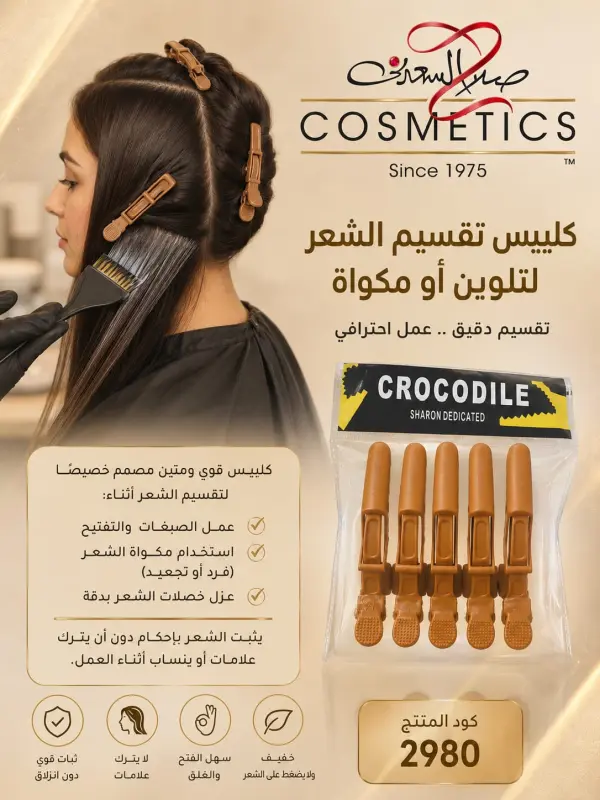 صلاح السعدني
COSMETICS
Since 1975
TM
كليبس تقسيم الشعر
لتلوين أو مكواة
تقسيم دقيق .. عمل احترافي
CROCODILE
SHARON DEDICATED
كليبس قوي ومتين مصمم خصيصًا
لتقسيم الشعر أثناء:
عمل الصبغات والتفتيح
استخدام مكواة الشعر
(فرد أو تجعيد)
عزل خصلات الشعر بدقة
يثبت الشعر بإحكام دون أن يترك
علامات أو ينساب أثناء العمل.
خفيف
ولا يضغط على الشعر
سهل الفتح
والغلق
لا يترك
علامات
ثبات قوي
دون انزلاق
كود المنتج
2980